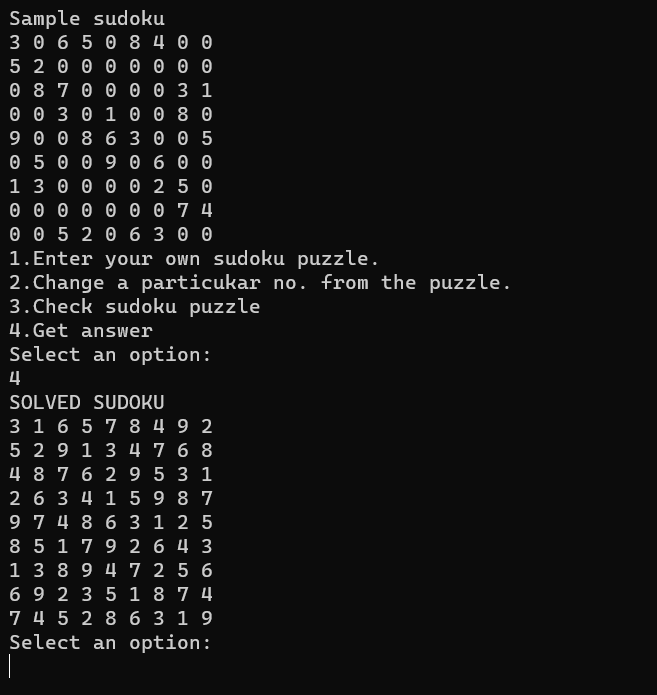 Sample sudoku
3 0 6 5 0 8 4 0 0
5 2 0 0 0 0 0 0 0
0 8 7 0 0 0 0 3 1
0 0 3 0 1 0 0 8 0
9 0 0 8 6 3 0 0 5
0 5 0 0 9 0 6 0 0
1 3 0 0 0 0 2 5 0
0 0 0 0 0 0 0 7 4
0 0 5 2 0 6 3 0 0
1.Enter your own sudoku puzzle.
2.Change a particukar no. from the puzzle.
3.Check sudoku puzzle
4.Get answer
Select an option:
4
SOLVED SUDOKU
3 1 6 5 7 8 4 9 2
5 2 9 1 3 4 7 6 8
4 8 7 6 2 9 5 3 1
2 6 3 4 1 5 9 8 7
9 7 4 8 6 3 1 2 5
8 5 1 7 9 2 6 4 3
1 3 8 9 4 7 2 5 6
6 9 2 3 5 1 8 7 4
7 4 5 2 8 6 3 1 9
Select an option: